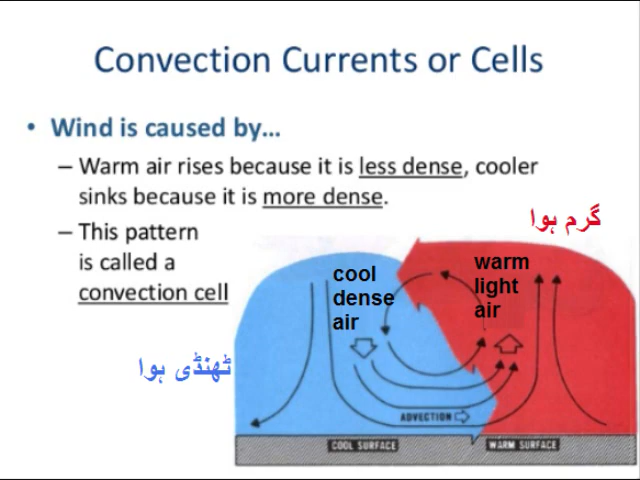 Convection Currents or Cells
• Wind is caused by...
– Warm air rises because it is less dense, cooler
sinks because it is more dense.
– This pattern
is called a
convection cell
گرم ہوا
ٹھنڈی ہوا
cool
dense
air
warm
light
air
ADVECTION
COOL SURFACE
WARM SURFACE